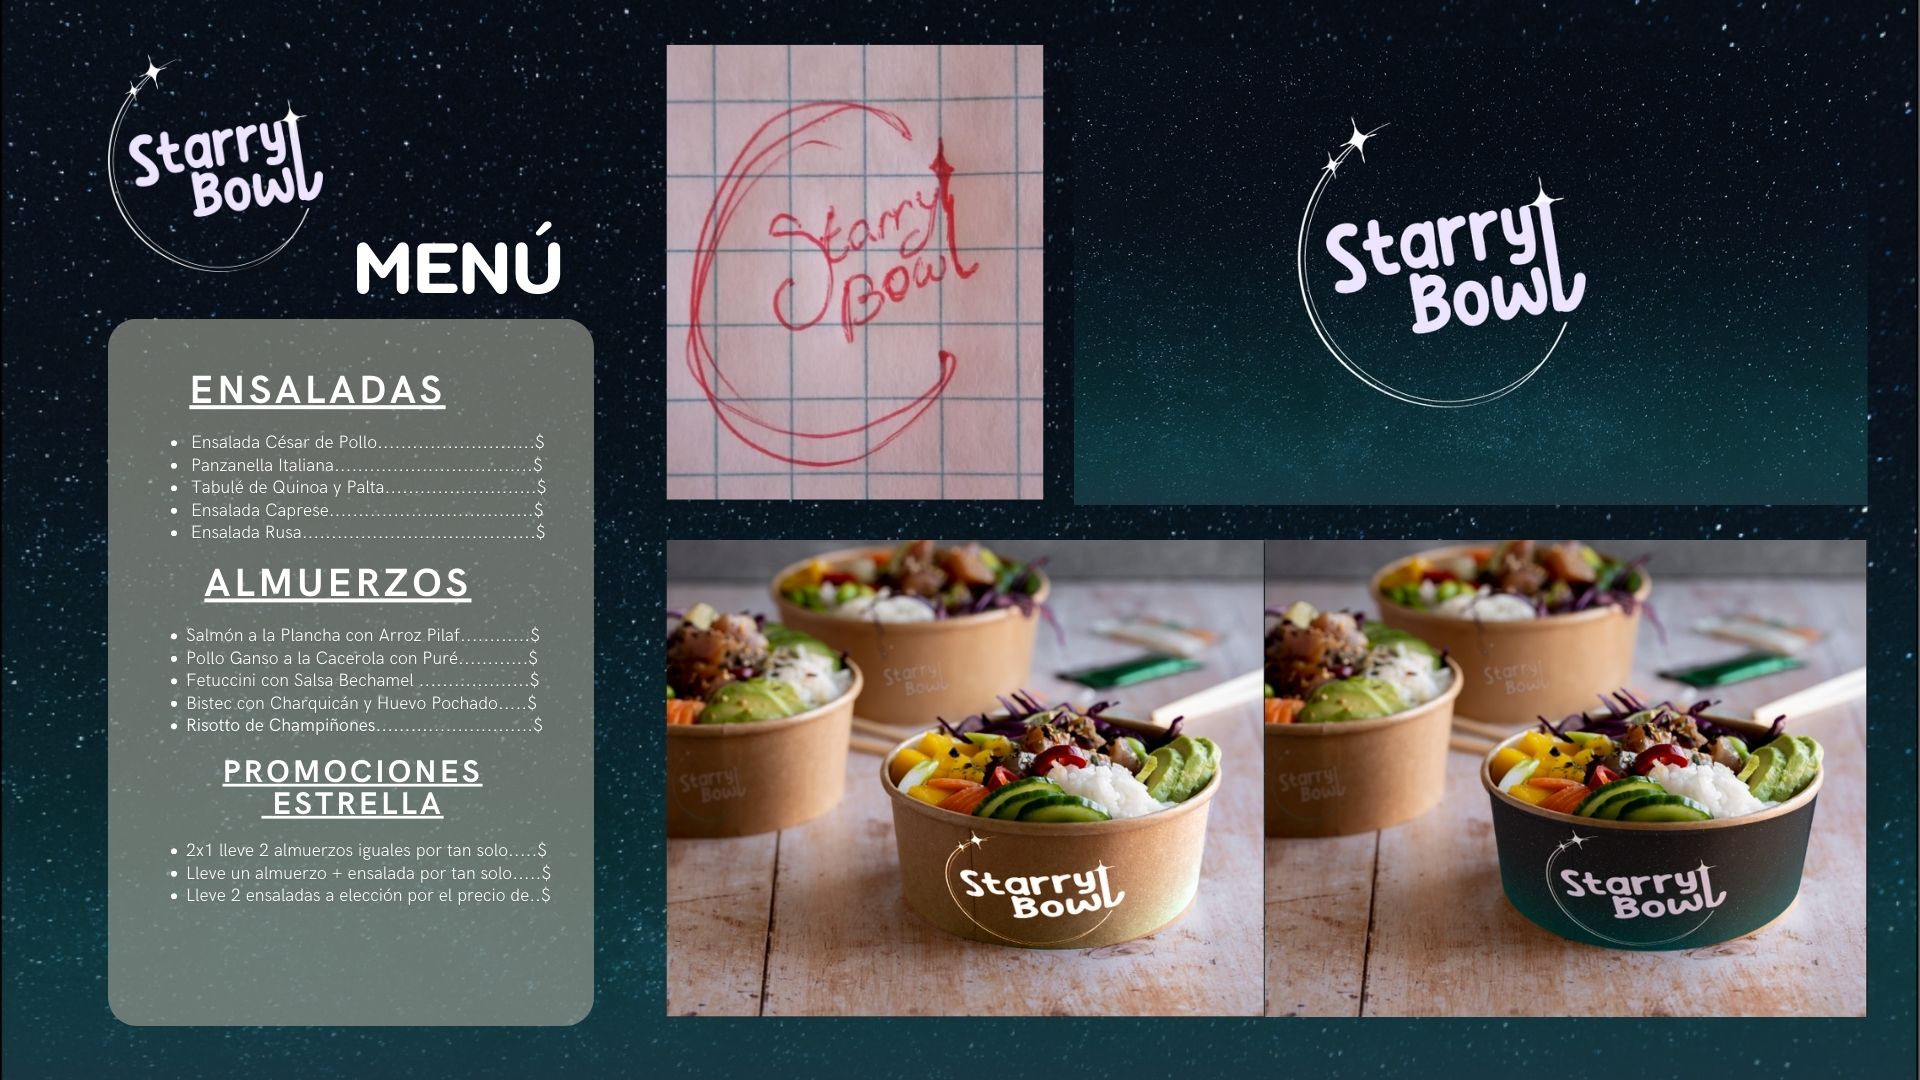 Starry
Bowl
MENÚ
ENSALADAS
Ensalada César de Pollo...........................$
Panzanella Italiana..................................$
Tabulé de Quinoa y Palta..........................$
Ensalada Caprese...................................$
Ensalada Rusa........................................$
ALMUERZOS
Salmón a la Plancha con Arroz Pilaf............$
Pollo Ganso a la Cacerola con Puré............$
Fetuccini con Salsa Bechamel ...................$
Bistec con Charquicán y Huevo Pochado.....$
Risotto de Champiñones...........................$
PROMOCIONES
ESTRELLA
2x1 lleve 2 almuerzos iguales por tan solo.....$
Lleve un almuerzo + ensalada por tan solo.....$
Lleve 2 ensaladas a elección por el precio de..$
Starry
Bowl
Starry
Bowl
Starry
Bowl
Starry
Bowl
Starry
Bowl
Starry
Bowl
Starry
Bowl
Starry
Bowl